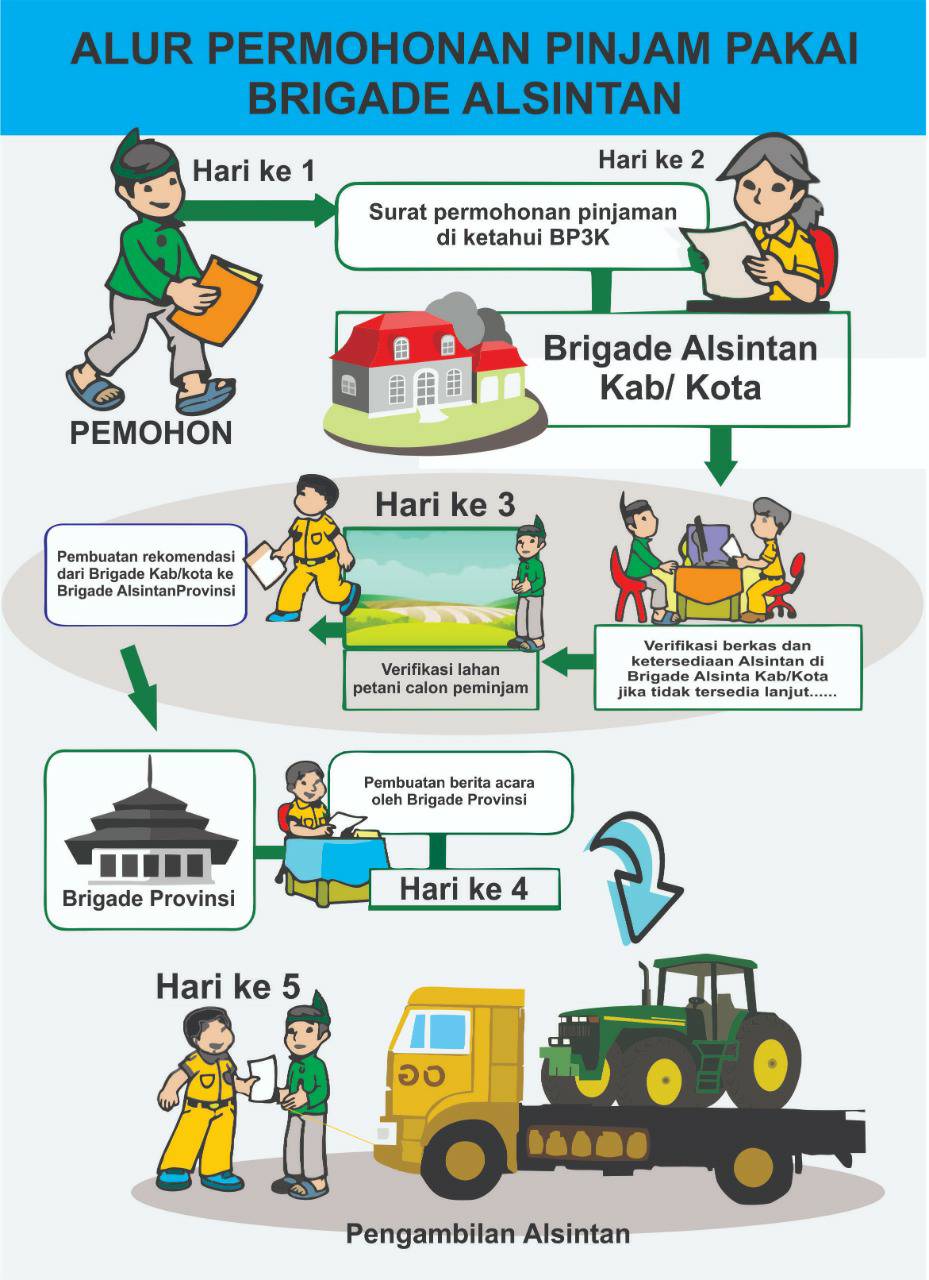 ALUR PERMOHONAN PINJAM PAKAI
BRIGADE ALSINTAN
Hari ke 1
Hari ke 2
Surat permohonan pinjaman
di ketahui BP3K
PEMOHON
Brigade Alsintan
Kab/ Kota
Hari ke 3
Verifikasi berkas dan
ketersediaan Alsintan di
Brigade Alsinta Kab/Kota
jika tidak tersedia lanjut......
Verifikasi lahan
petani calon peminjam
Pembuatan rekomendasi
dari Brigade Kab/kota ke
Brigade AlsintanProvinsi
Brigade Provinsi
Pembuatan berita acara
oleh Brigade Provinsi
Hari ke 4
Hari ke 5
Pengambilan Alsintan